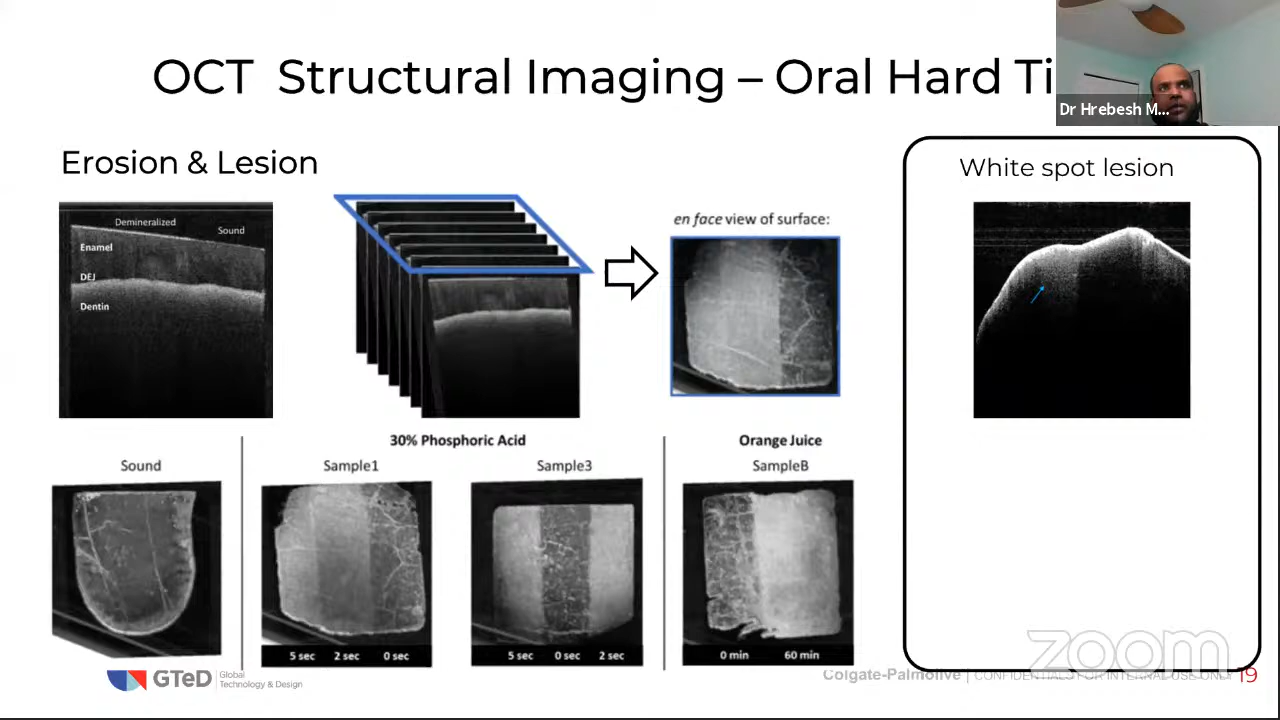 OCT Structural Imaging – Oral Hard Ti
Dr Hrebesh M...
Erosion & Lesion
White spot lesion
Demineralized
Sound
Enamel
DEJ
Dentin
en face view of surface:
30% Phosphoric Acid
Orange Juice
Sound
Sample1
Sample3
SampleB
5 sec 2 sec 0 sec
5 sec 0 sec 2 sec
0 min 60 min
GTeD
Global
Technology & Design
Colgate-Palmolive | CONFIDENTIAL FOR INTERNAL USE ONLY
19
zoom